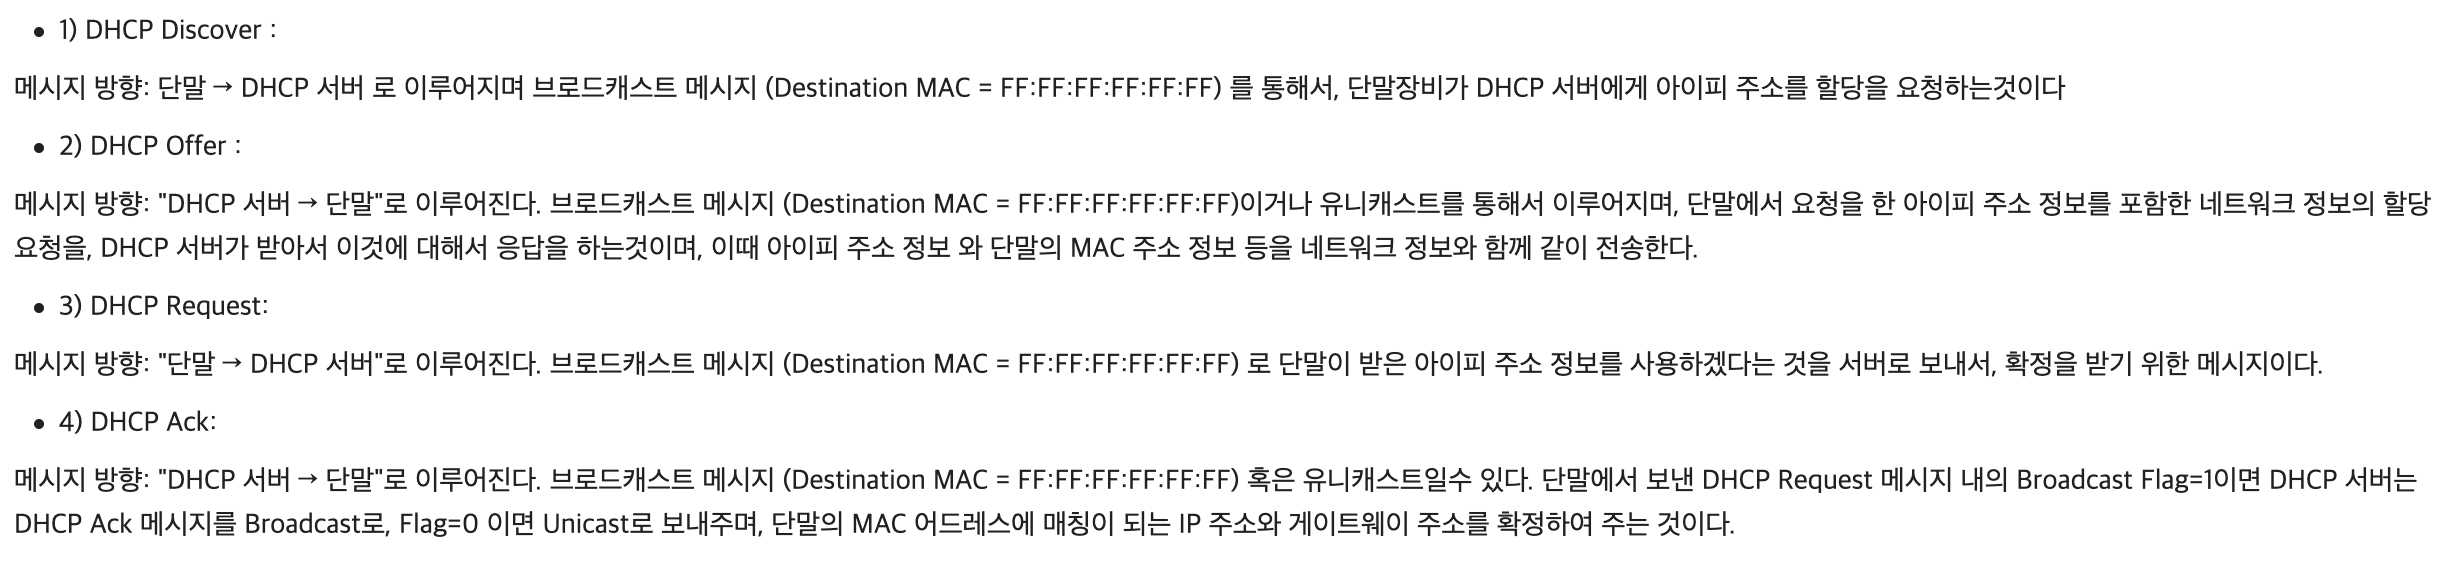 • 1) DHCP Discover :
메시지 방향: 단말 → DHCP 서버 로 이루어지며 브로드캐스트 메시지 (Destination MAC = FF:FF:FF:FF:FF:FF) 를 통해서, 단말장비가 DHCP 서버에게 아이피 주소를 할당을 요청하는것이다
• 2) DHCP Offer :
메시지 방향: "DHCP 서버 → 단말"로 이루어진다. 브로드캐스트 메시지 (Destination MAC = FF:FF:FF:FF:FF:FF)이거나 유니캐스트를 통해서 이루어지며, 단말에서 요청을 한 아이피 주소 정보를 포함한 네트워크 정보의 할당
요청을, DHCP 서버가 받아서 이것에 대해서 응답을 하는것이며, 이때 아이피 주소 정보 와 단말의 MAC 주소 정보 등을 네트워크 정보와 함께 같이 전송한다.
• 3) DHCP Request:
메시지 방향: "단말 → DHCP 서버"로 이루어진다. 브로드캐스트 메시지 (Destination MAC = FF:FF:FF:FF:FF:FF) 로 단말이 받은 아이피 주소 정보를 사용하겠다는 것을 서버로 보내서, 확정을 받기 위한 메시지이다.
• 4) DHCP Ack:
메시지 방향: "DHCP 서버 → 단말"로 이루어진다. 브로드캐스트 메시지 (Destination MAC = FF:FF:FF:FF:FF:FF) 혹은 유니캐스트일수 있다. 단말에서 보낸 DHCP Request 메시지 내의 Broadcast Flag=1이면 DHCP 서버는
DHCP Ack 메시지를 Broadcast로, Flag=0 이면 Unicast로 보내주며, 단말의 MAC 어드레스에 매칭이 되는 IP 주소와 게이트웨이 주소를 확정하여 주는 것이다.